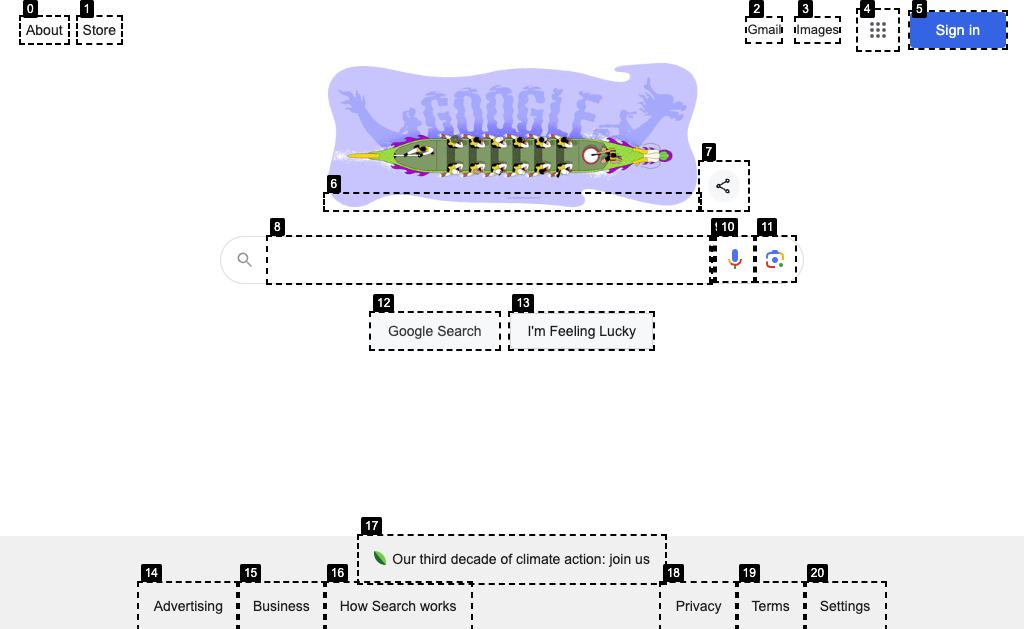 0
1
2
3
4
5
About
Store
Gmail
Images
Sign in
GOOGLE
6
7
8
10
11
12
13
Google Search
I'm Feeling Lucky
17
Our third decade of climate action: join us
14
15
16
18
19
20
Advertising
Business
How Search works
Privacy
Terms
Settings